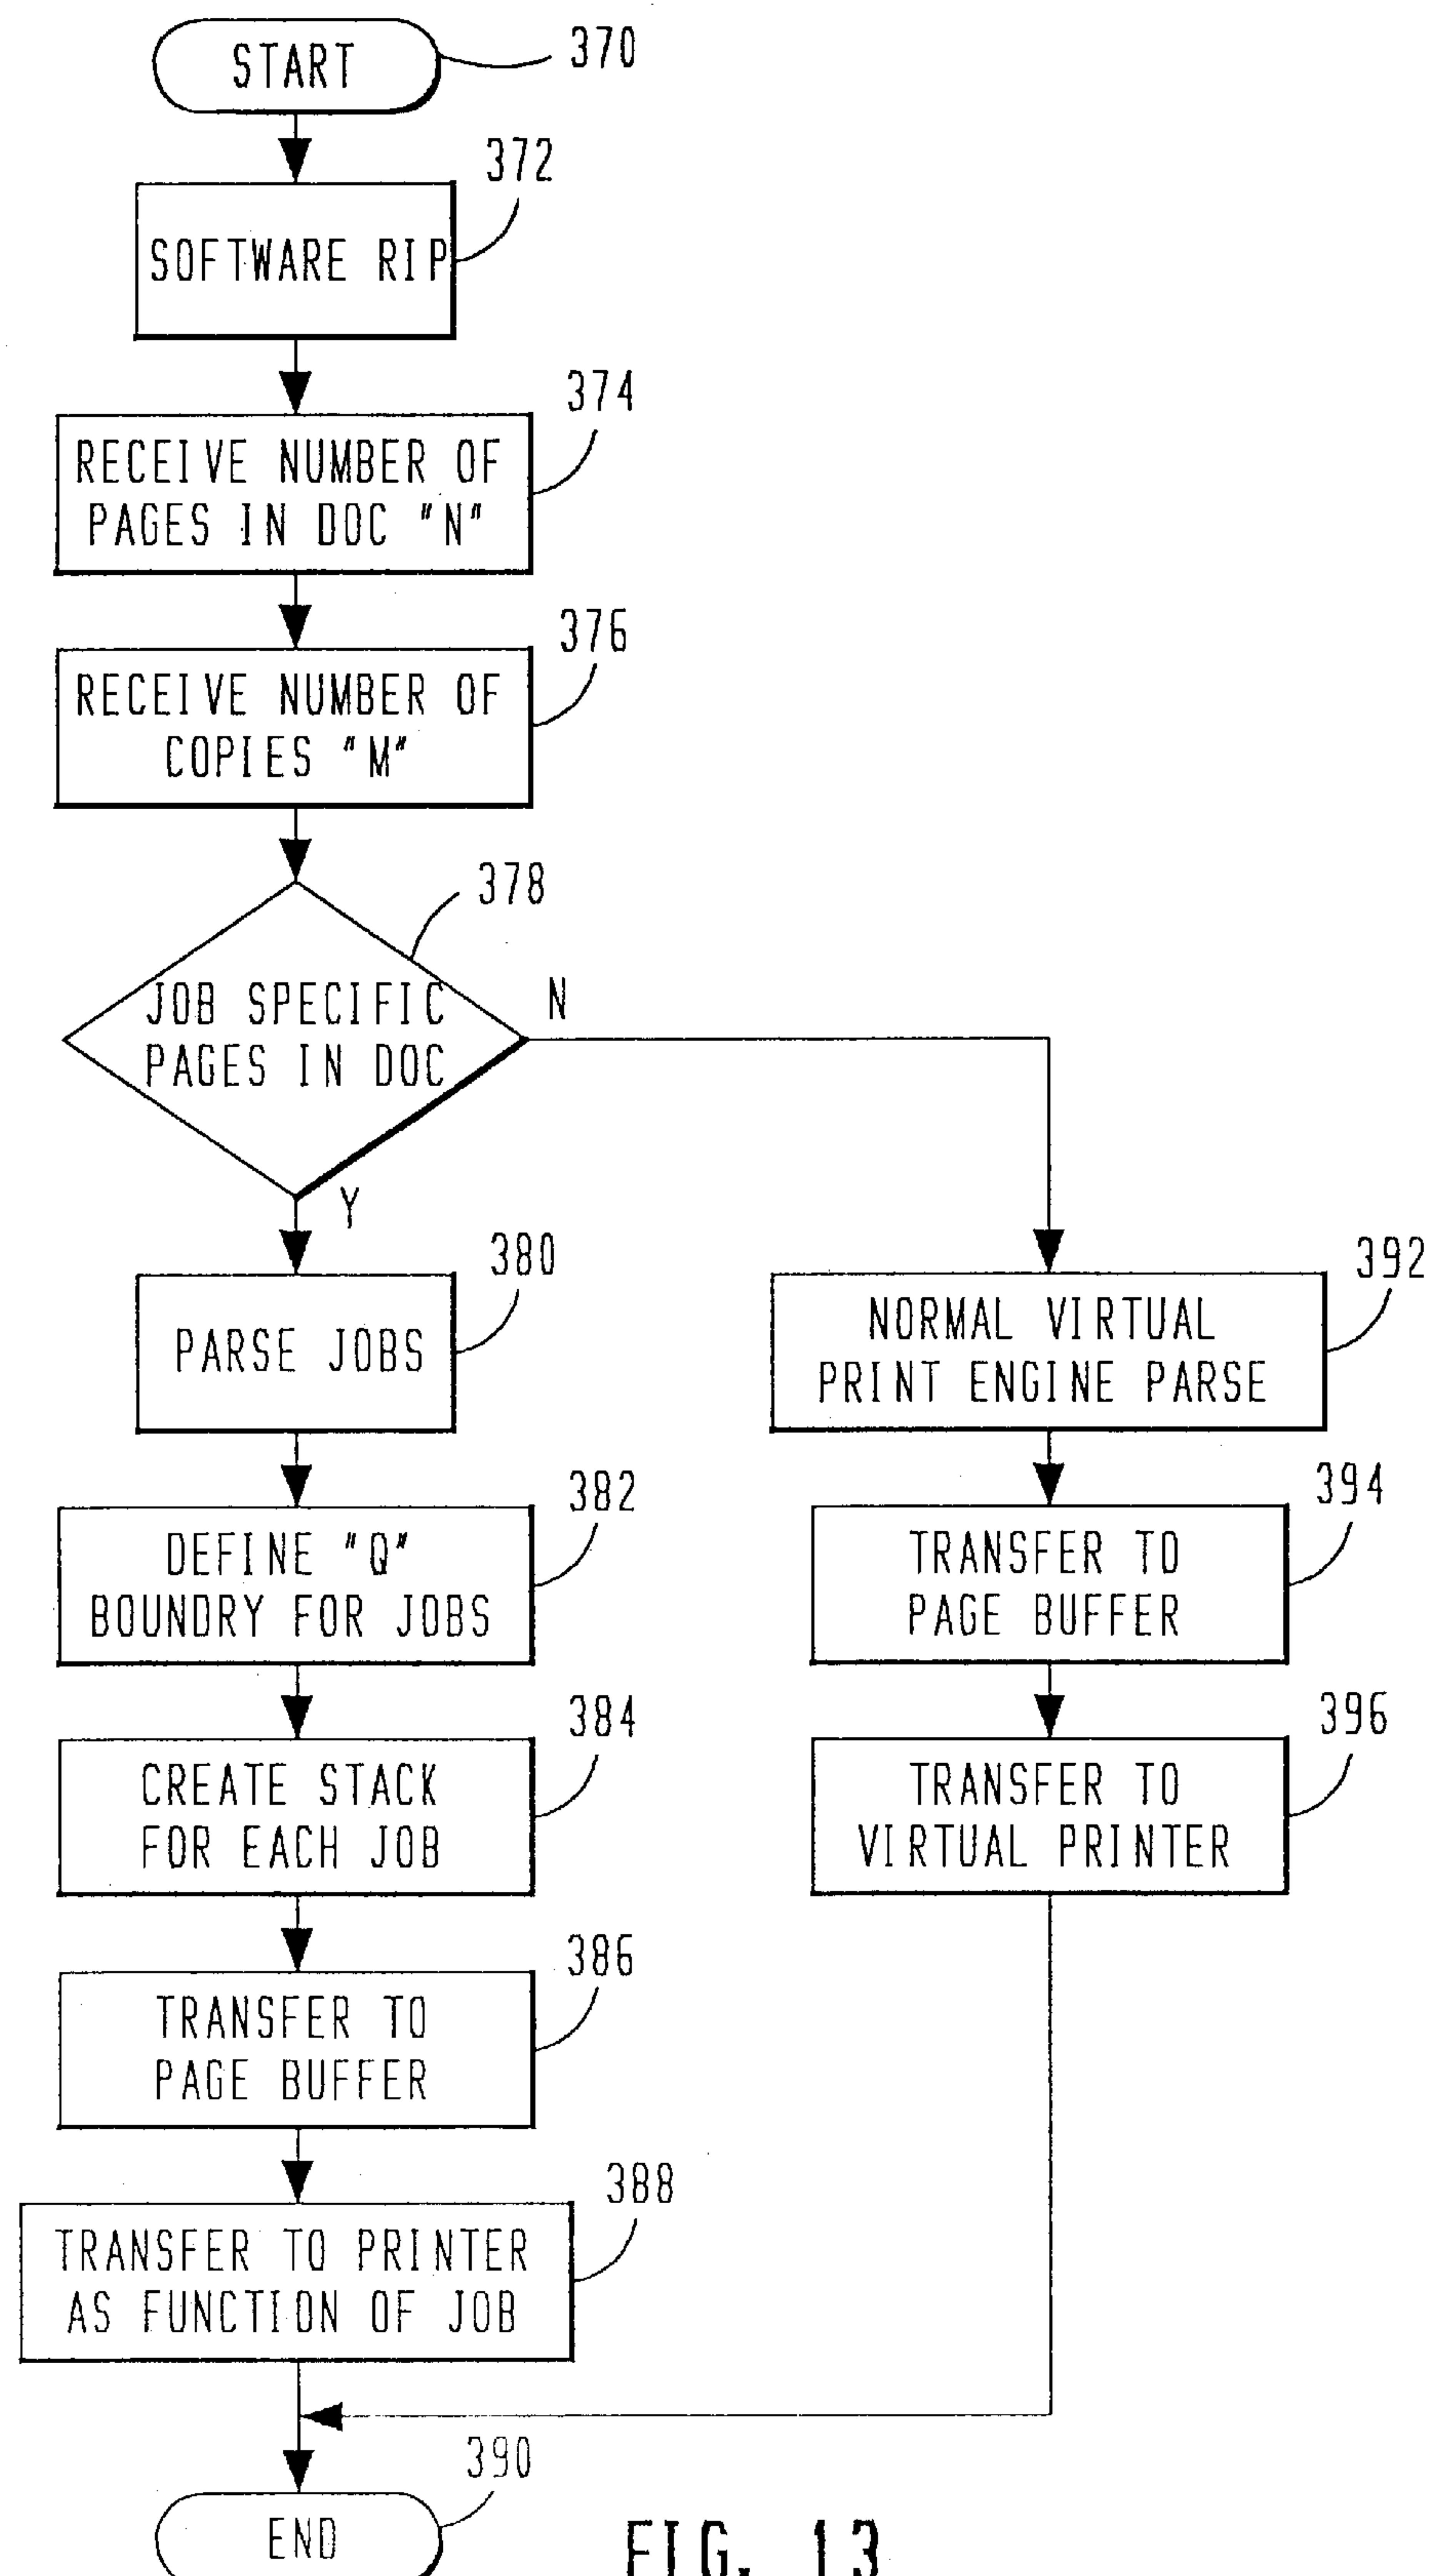 START
370
372
SOFTWARE RIP
374
RECEIVE NUMBER OF
PAGES IN DOC "N"
376
RECEIVE NUMBER OF
COPIES "M"
378
JOB SPECIFIC
PAGES IN DOC
N
Y
380
PARSE JOBS
392
NORMAL VIRTUAL
PRINT ENGINE PARSE
382
DEFINE "Q"
BOUNDRY FOR JOBS
394
TRANSFER TO
PAGE BUFFER
384
CREATE STACK
FOR EACH JOB
396
TRANSFER TO
VIRTUAL PRINTER
386
TRANSFER TO
PAGE BUFFER
388
TRANSFER TO PRINTER
AS FUNCTION OF JOB
390
END
FIG. 13